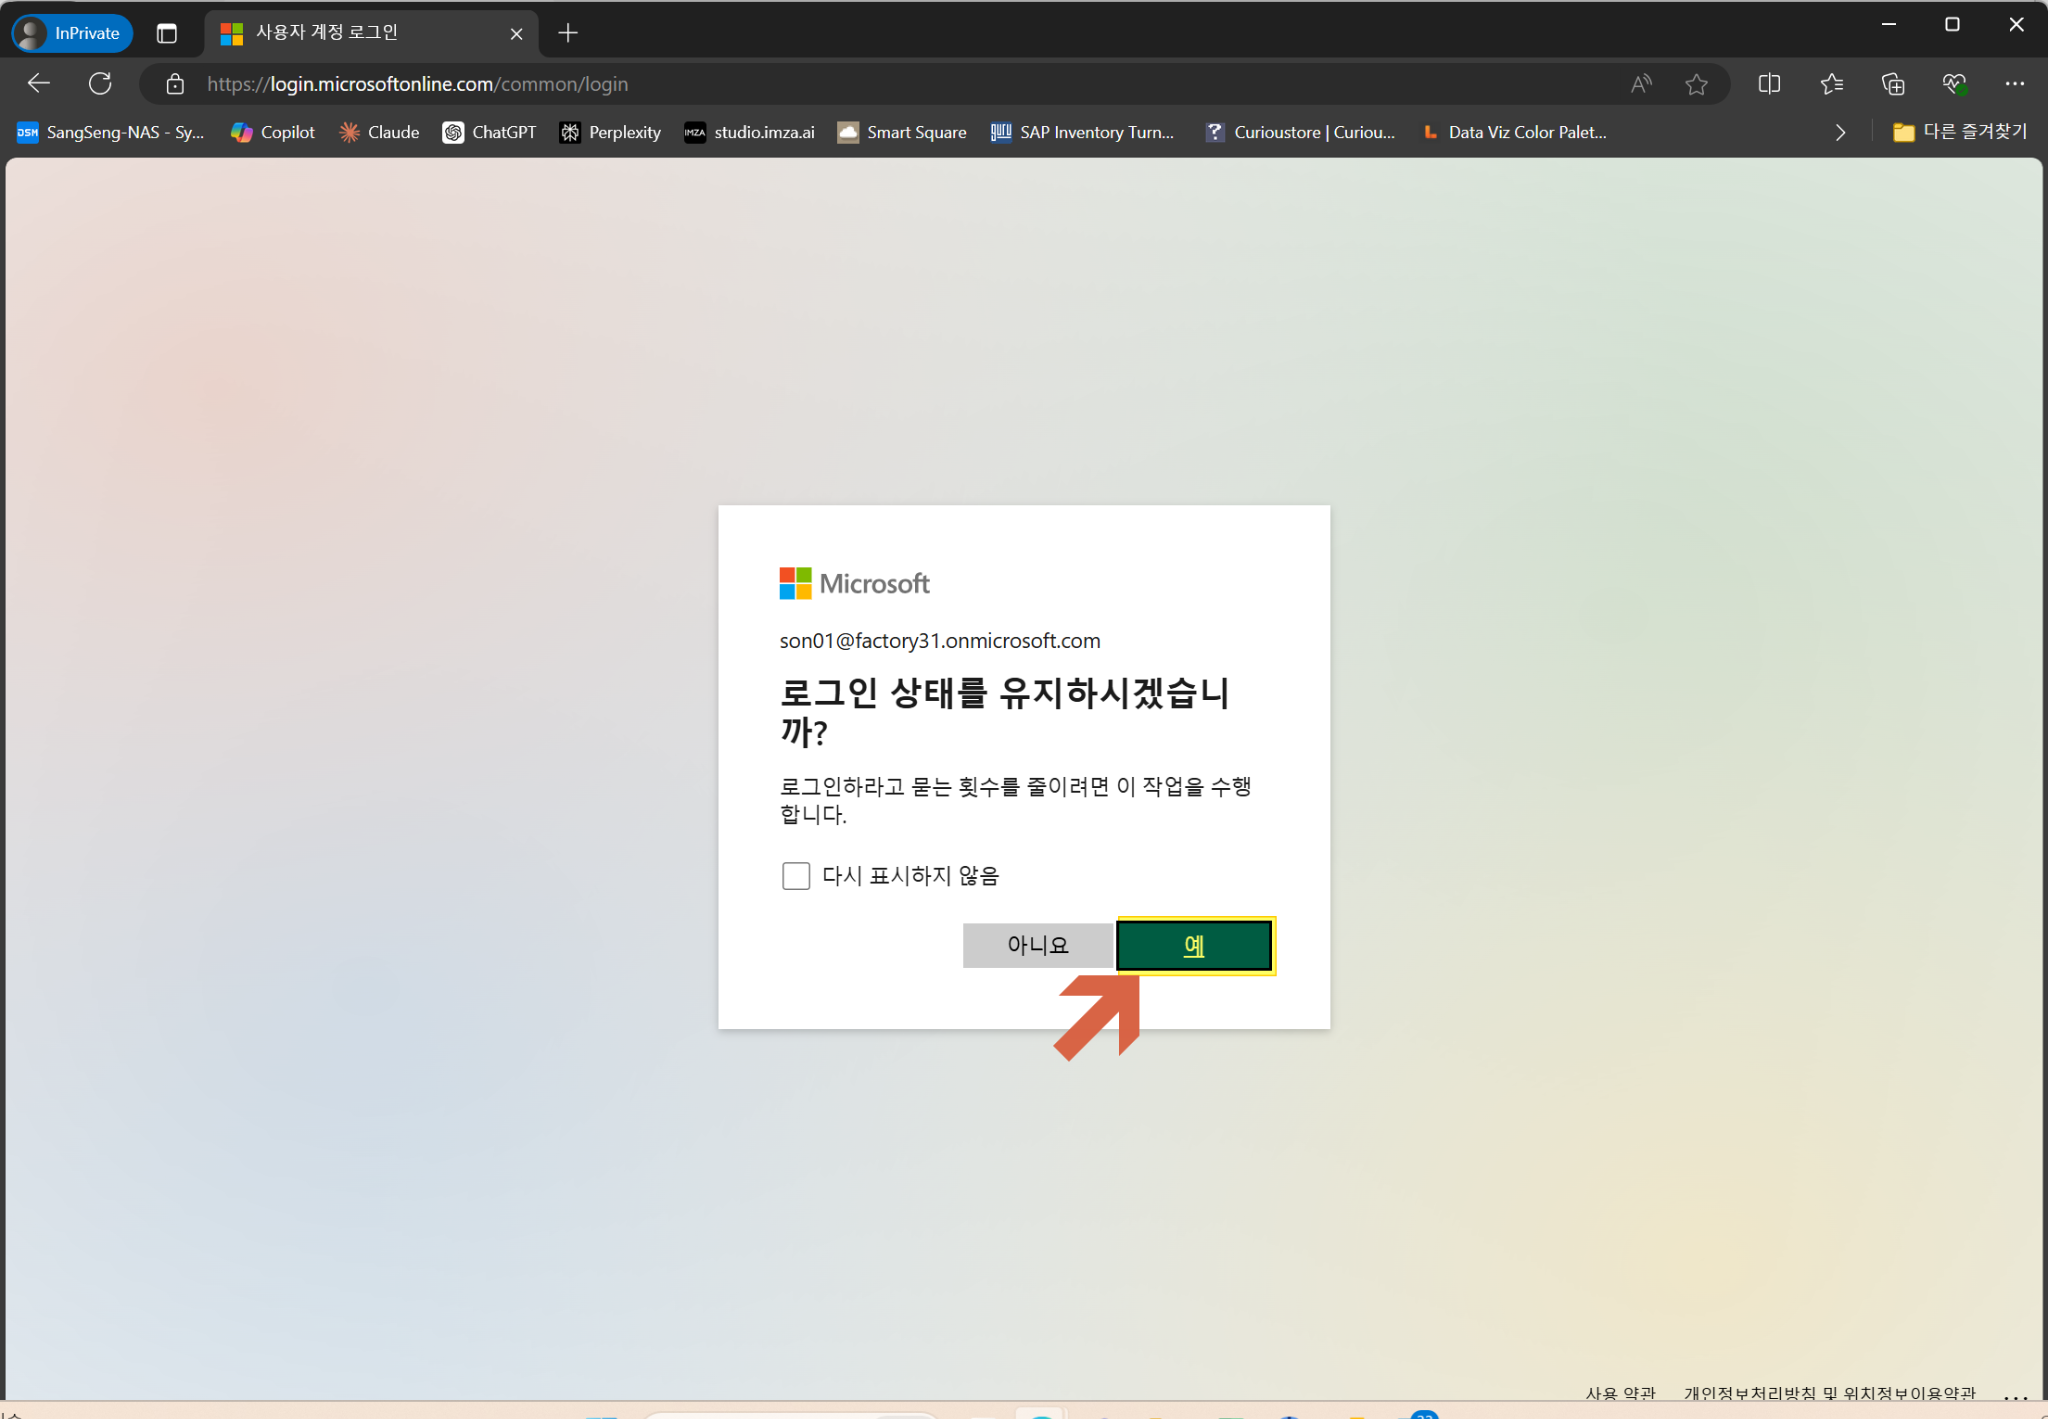 InPrivate
사용자 계정 로그인
https://login.microsoftonline.com/common/login
SangSeng-NAS - Sy...
Copilot
Claude
ChatGPT
Perplexity
IMZA studio.imza.ai
Smart Square
guru SAP Inventory Turn...
Curioustore | Curiou...
Data Viz Color Palet...
다른 즐겨찾기
Microsoft
son01@factory31.onmicrosoft.com
로그인 상태를 유지하시겠습니
까?
로그인하라고 묻는 횟수를 줄이려면 이 작업을 수행
합니다.
다시 표시하지 않음
아니요
예
사용 약관
개인정보처리방침 및 위치정보이용약관
...